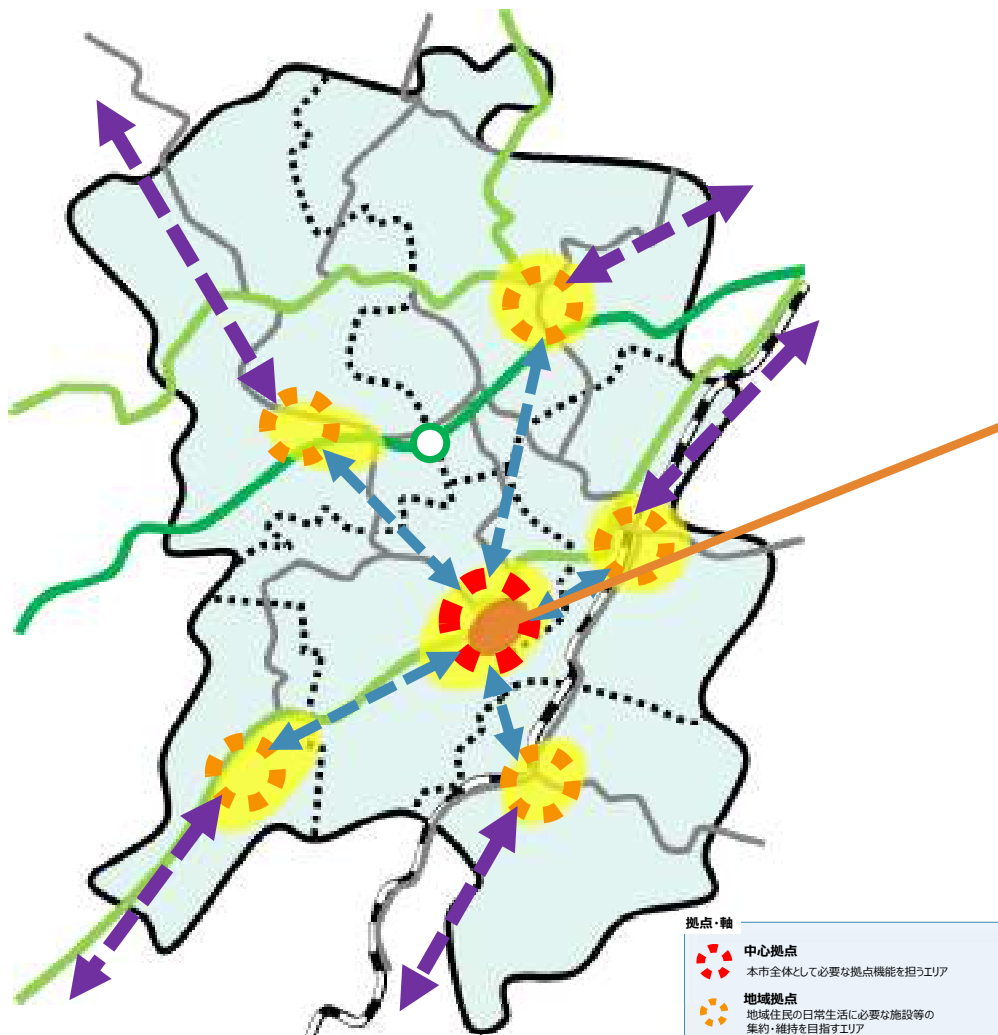 拠点・軸
中心拠点
本市全体として必要な拠点機能を担うエリア
地域拠点
地域住民の日常生活に必要な施設等の
集約・維持を目指すエリア